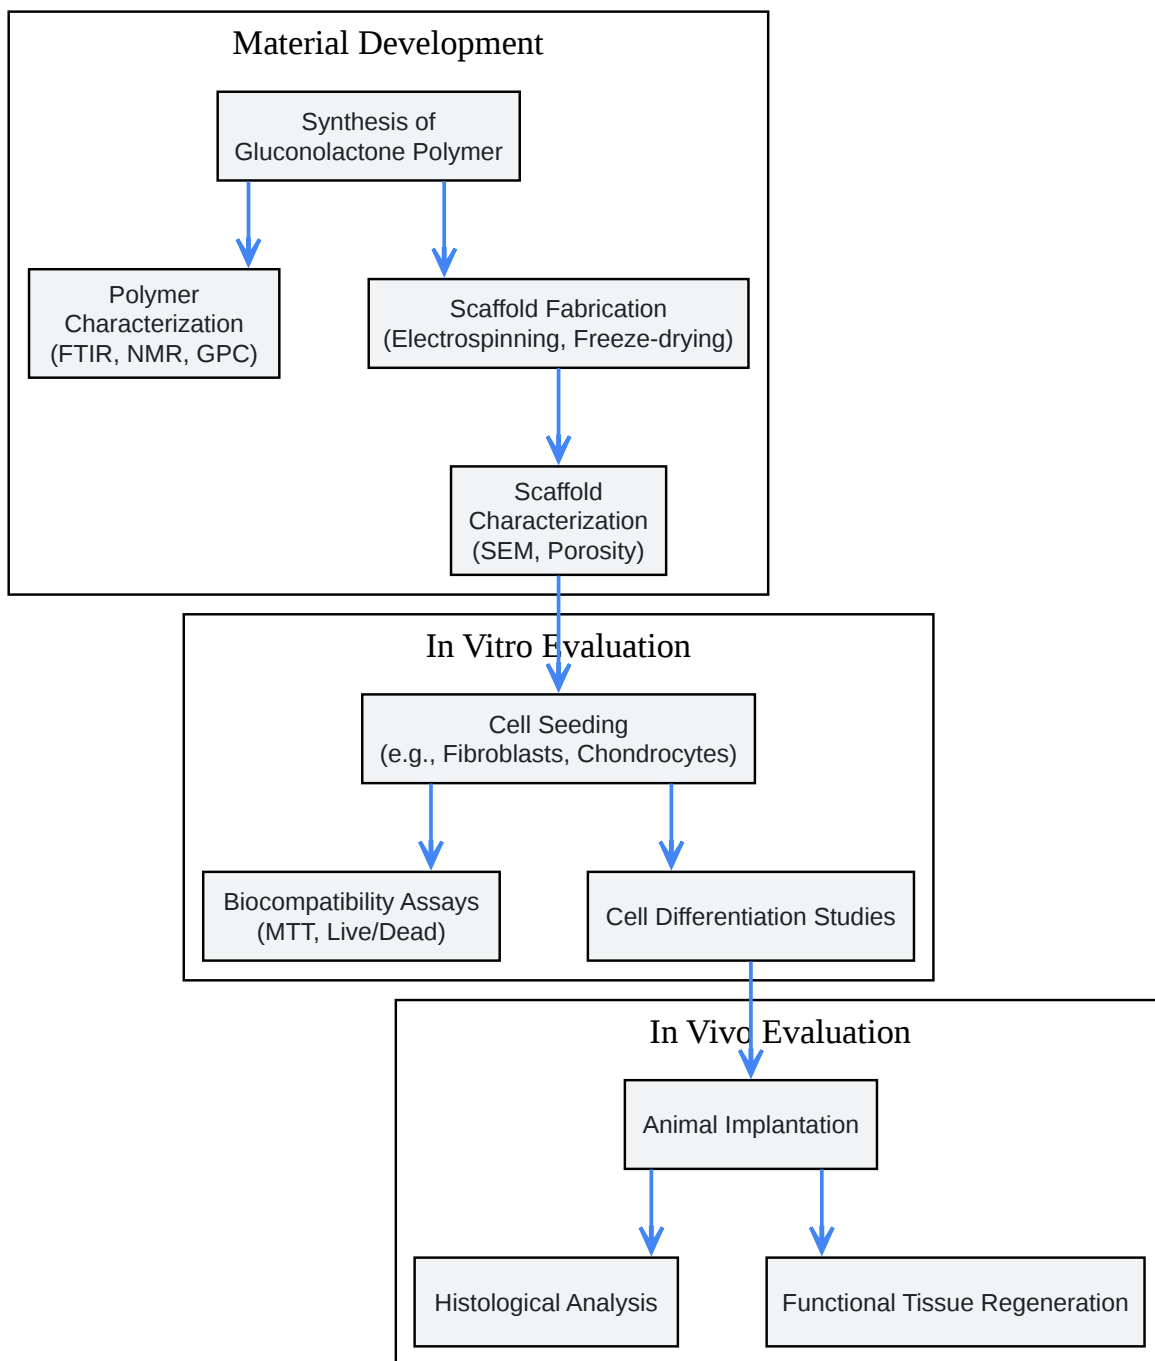 Material Development
Synthesis of
Gluconolactone Polymer
Polymer
Characterization
(FTIR, NMR, GPC)
Scaffold Fabrication
(Electrospinning, Freeze-drying)
Scaffold
Characterization
(SEM, Porosity)
In Vitro Evaluation
Cell Seeding
(e.g., Fibroblasts, Chondrocytes)
Biocompatibility Assays
(MTT, Live/Dead)
Cell Differentiation Studies
In Vivo Evaluation
Animal Implantation
Histological Analysis
Functional Tissue Regeneration